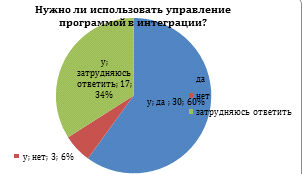 Нужно ли использовать управление
программой в интеграции?
у;
затрудняюсь
ответить; 17;
34%
у; да ; 30; 60%
у; нет; 3; 6%
да
нет
затрудняюсь ответить